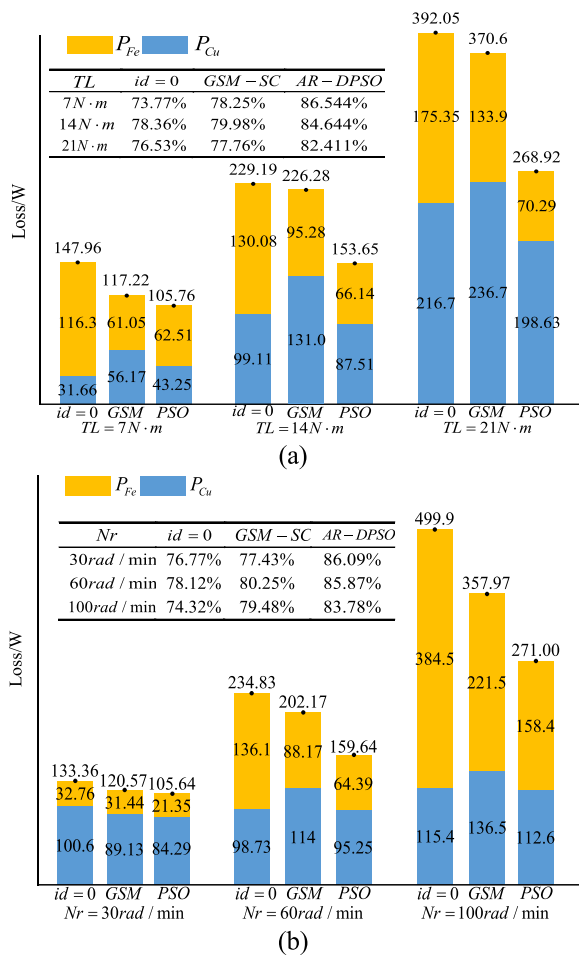 392.05
P_Fe P_Cu 370.6
TL id = 0 GSM − SC AR − DPSO
7N · m 73.77% 78.25% 86.544%
14N · m 78.36% 79.98% 84.644%
21N · m 76.53% 77.76% 82.411%
175.35 133.9
268.92
229.19 226.28
70.29
147.96 130.08 95.28 153.65
117.22 105.76 66.14
116.3 61.05 62.51
216.7 236.7 198.63
99.11 131.0 87.51
31.66 56.17 43.25
Loss/W
id = 0 GSM PSO id = 0 GSM PSO id = 0 GSM PSO
TL = 7N · m TL = 14N · m TL = 21N · m
(a)
P_Fe P_Cu
499.9
Nr id = 0 GSM − SC AR − DPSO
30rad / min 76.77% 77.43% 86.09%
60rad / min 78.12% 80.25% 85.87%
100rad / min 74.32% 79.48% 83.78%
357.97
271.00
234.83 202.17
384.5 221.5
159.64
136.1 88.17 158.4
133.36 120.57 105.64 64.39
32.76 31.44 21.35
100.6 89.13 84.29 98.73 114 95.25 115.4 136.5 112.6
Loss/W
id = 0 GSM PSO id = 0 GSM PSO id = 0 GSM PSO
Nr = 30rad / min Nr = 60rad / min Nr = 100rad / min
(b)